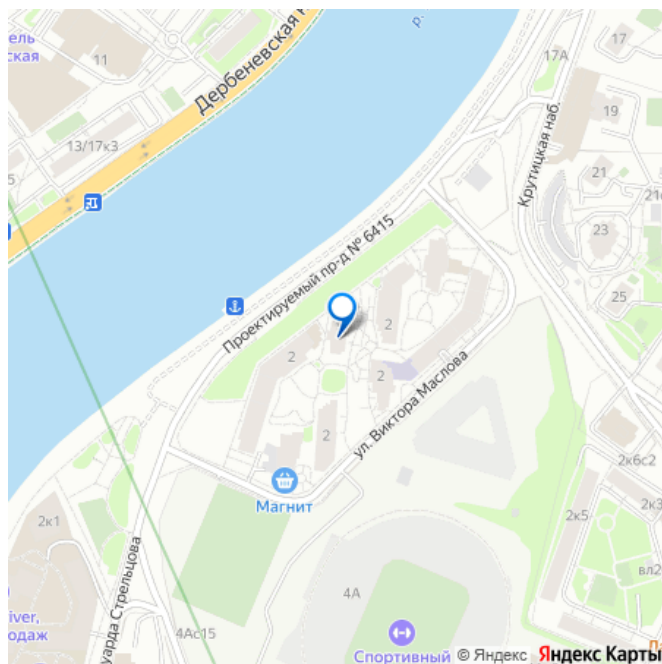 ель
ская
11
Дербеневская н
р.
17
17А
19
13/17к3
5
21
21с
Крутицкая наб.
23
25
Проектируемый пр-д № 6415
2
2
2
2
ул. Виктора Маслова
Магнит
2к6с2
2к5
2к3
вл2
2к1
уарда Стрельцова
iver,
одаж
4Ас15
4А
Спортивный
© Яндекс Яндекс Карты